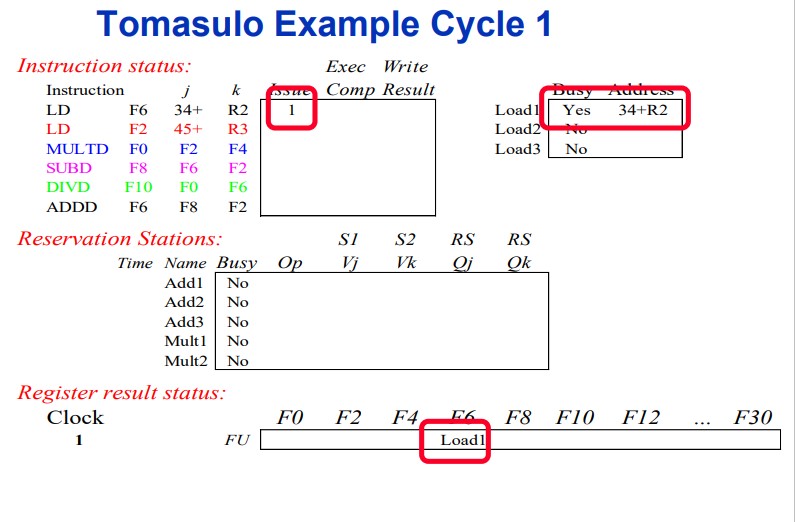 Tomasulo Example Cycle 1
Instruction status: Exec Write
Instruction j k Issue Comp Result Busy Address
LD F6 34+ R2 1 Load1 Yes 34+R2
LD F2 45+ R3 Load2 No
MULTD F0 F2 F4 Load3 No
SUBD F8 F6 F2
DIVD F10 F0 F6
ADDD F6 F8 F2
Reservation Stations: S1 S2 RS RS
Time Name Busy Op Vj Vk Qj Qk
Add1 No
Add2 No
Add3 No
Mult1 No
Mult2 No
Register result status:
Clock F0 F2 F4 F6 F8 F10 F12 ... F30
1 FU Load1